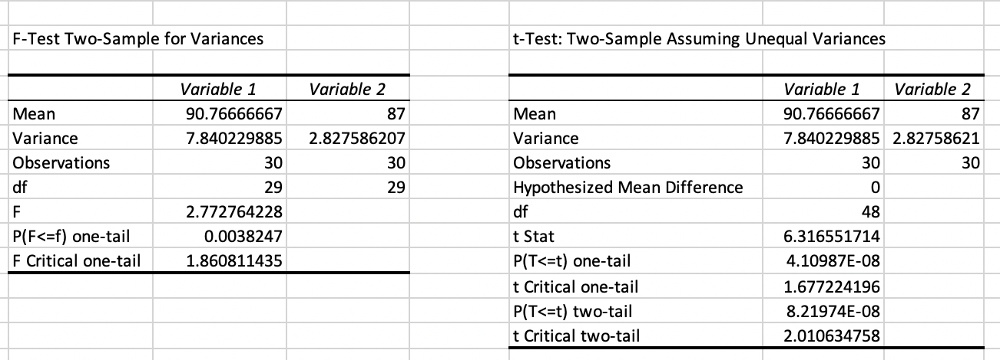 F-Test Two-Sample for Variances
Variable 1 Variable 2
Mean 90.76666667 87
Variance 7.840229885 2.827586207
Observations 30 30
df 29 29
F 2.772764228
P(F<=f) one-tail 0.0038247
F Critical one-tail 1.860811435
t-Test: Two-Sample Assuming Unequal Variances
Variable 1 Variable 2
Mean 90.76666667 87
Variance 7.840229885 2.82758621
Observations 30 30
Hypothesized Mean Difference 0
df 48
t Stat 6.316551714
P(T<=t) one-tail 4.10987E-08
t Critical one-tail 1.677224196
P(T<=t) two-tail 8.21974E-08
t Critical two-tail 2.010634758